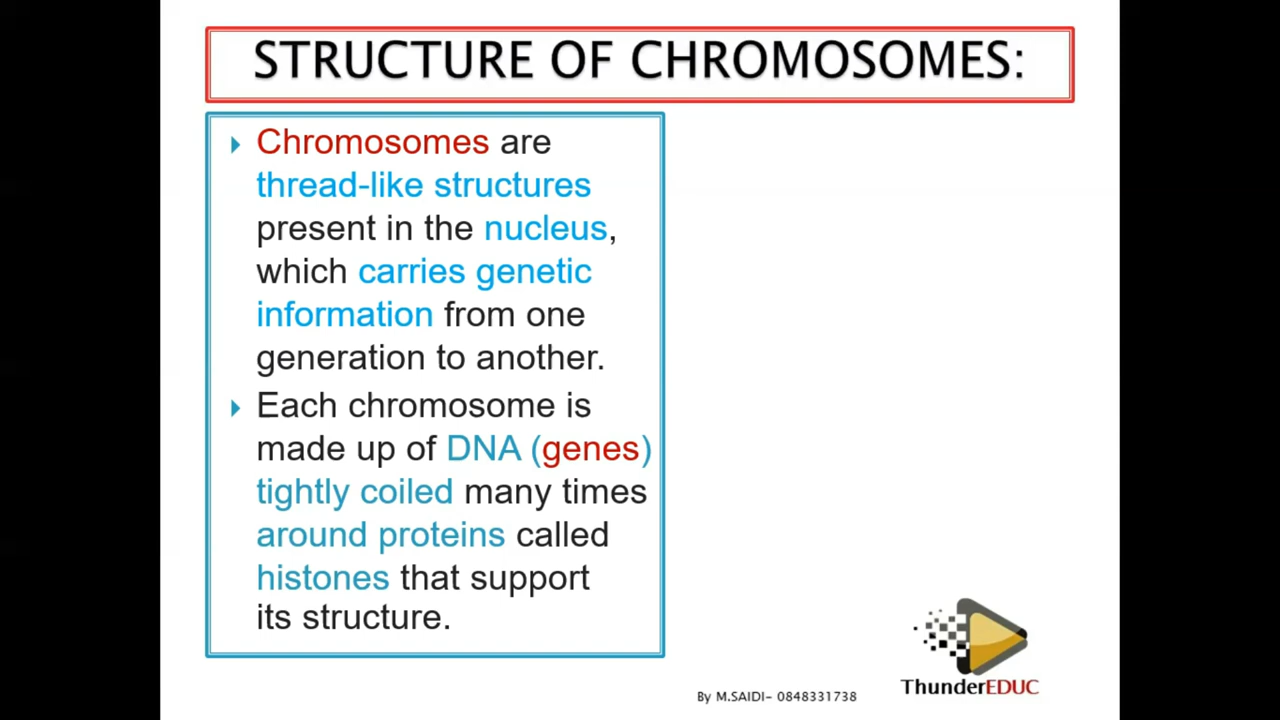 STRUCTURE OF CHROMOSOMES:
Chromosomes are
thread-like structures
present in the nucleus,
which carries genetic
information from one
generation to another.
Each chromosome is
made up of DNA (genes)
tightly coiled many times
around proteins called
histones that support
its structure.
By M.SAIDI- 0848331738
ThunderEDUC